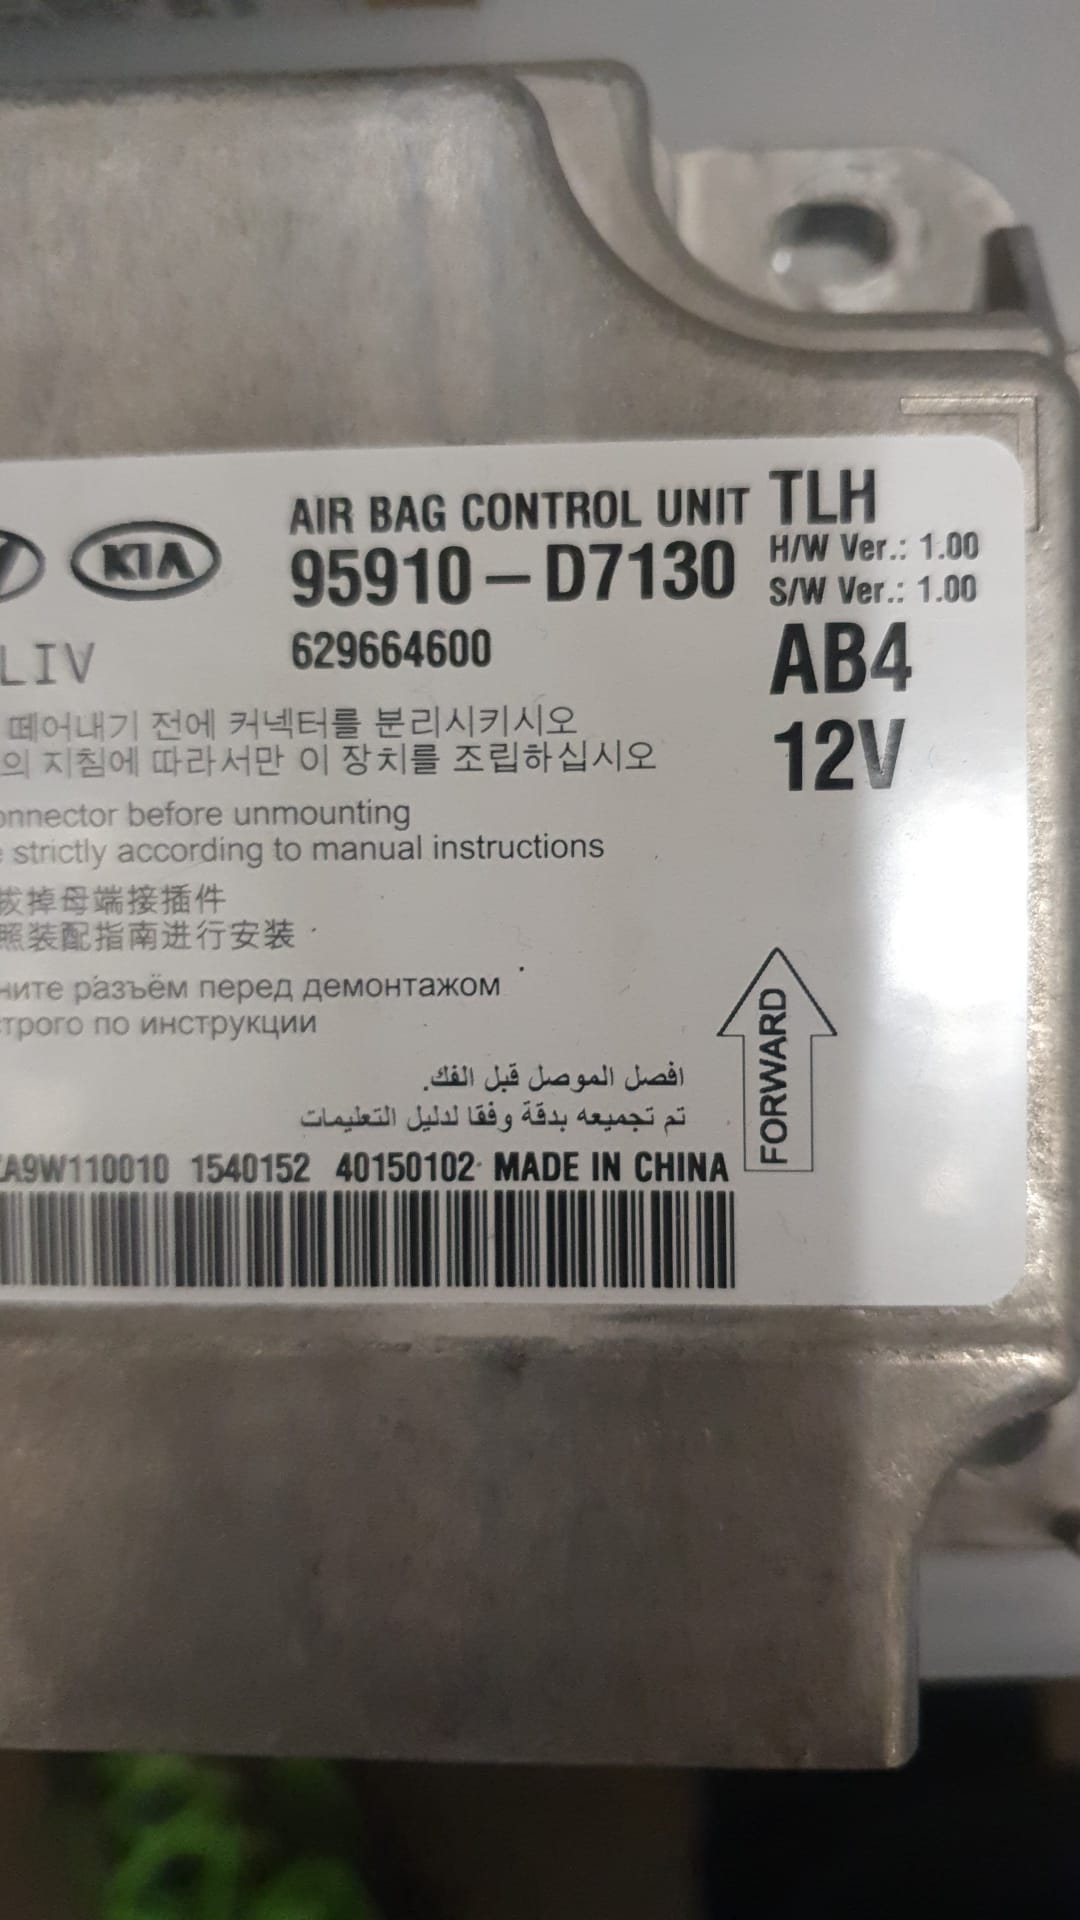 AIR BAG CONTROL UNIT TLH
KIA
95910-D7130
H/W Ver.: 1.00
S/W Ver.: 1.00
629664600
AB4
LIV
12V
떼어내기 전에 커넥터를 분리시키시오
의 지침에 따라서만 이 장치를 조립하십시오
onnector before unmounting
strictly according to manual instructions
拔掉母端接插件
照装配指南进行安装
ните разъём перед демонтажом
трого по инструкции
افصل الموصل قبل الفك.
تم تجميعه بدقة وفقا لدليل التعليمات
FORWARD
A9W110010 1540152 40150102 MADE IN CHINA